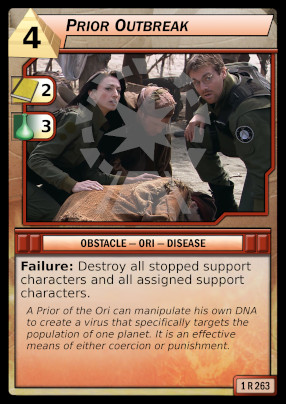 PRIOR OUTBREAK
4
2
3
OBSTACLE – ORI – DISEASE
Failure: Destroy all stopped support
characters and all assigned support
characters.
A Prior of the Ori can manipulate his own DNA
to create a virus that specifically targets the
population of one planet. It is an effective
means of either coercion or punishment.
1 R 263